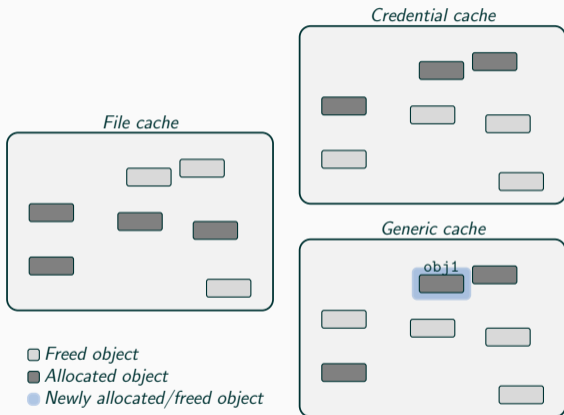 Credential cache
File cache
Generic cache
obj1
Freed object
Allocated object
Newly allocated/freed object